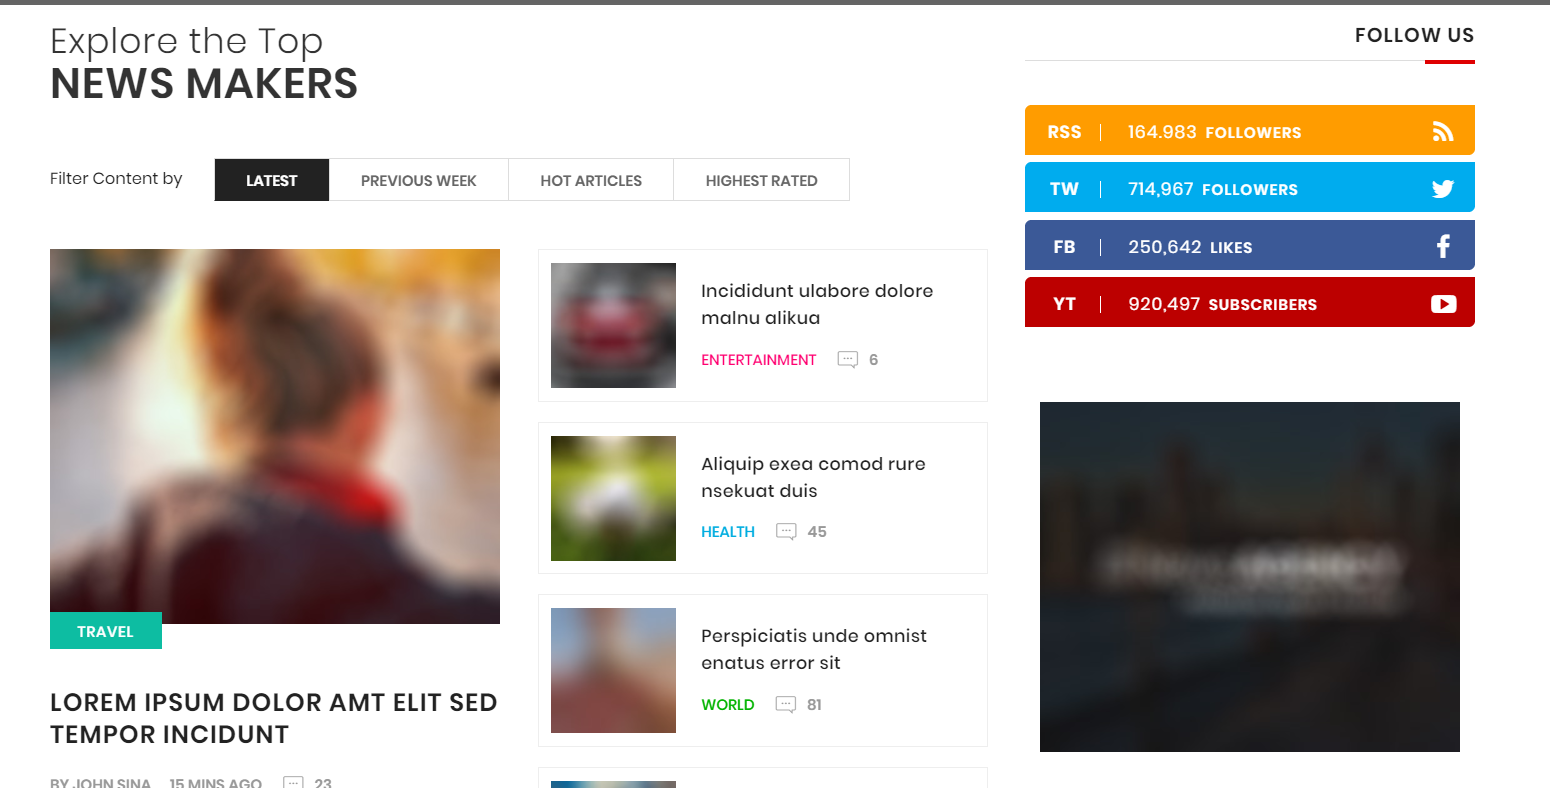 Explore the Top
NEWS MAKERS
Filter Content by
LATEST
PREVIOUS WEEK
HOT ARTICLES
HIGHEST RATED
TRAVEL
LOREM IPSUM DOLOR AMT ELIT SED
TEMPOR INCIDUNT
BY JOHN SINA 15 MINS AGO 23
Incididunt ulabore dolore
malnu alikua
ENTERTAINMENT 6
Aliquip exea comod rure
nsekuat duis
HEALTH 45
Perspiciatis unde omnist
enatus error sit
WORLD 81
FOLLOW US
RSS 164.983 FOLLOWERS
TW 714,967 FOLLOWERS
FB 250,642 LIKES
YT 920,497 SUBSCRIBERS